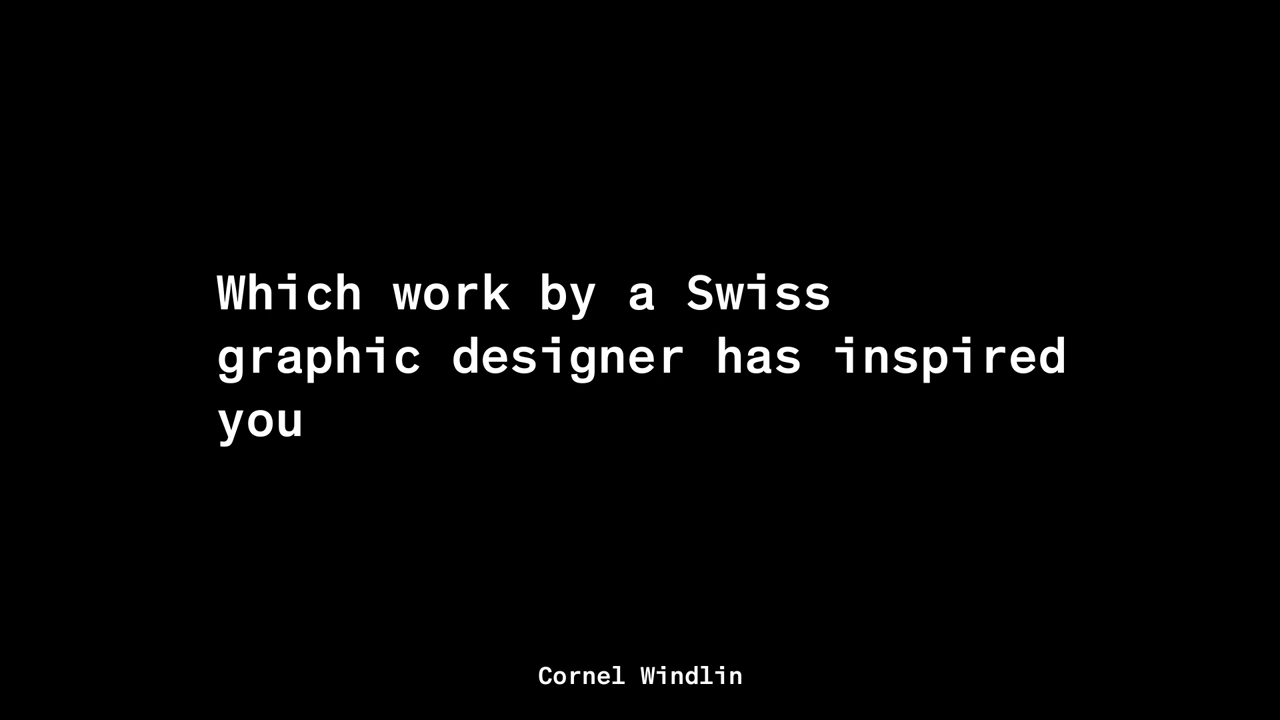 Which work by a Swiss
graphic designer has inspired
you
Cornel Windlin